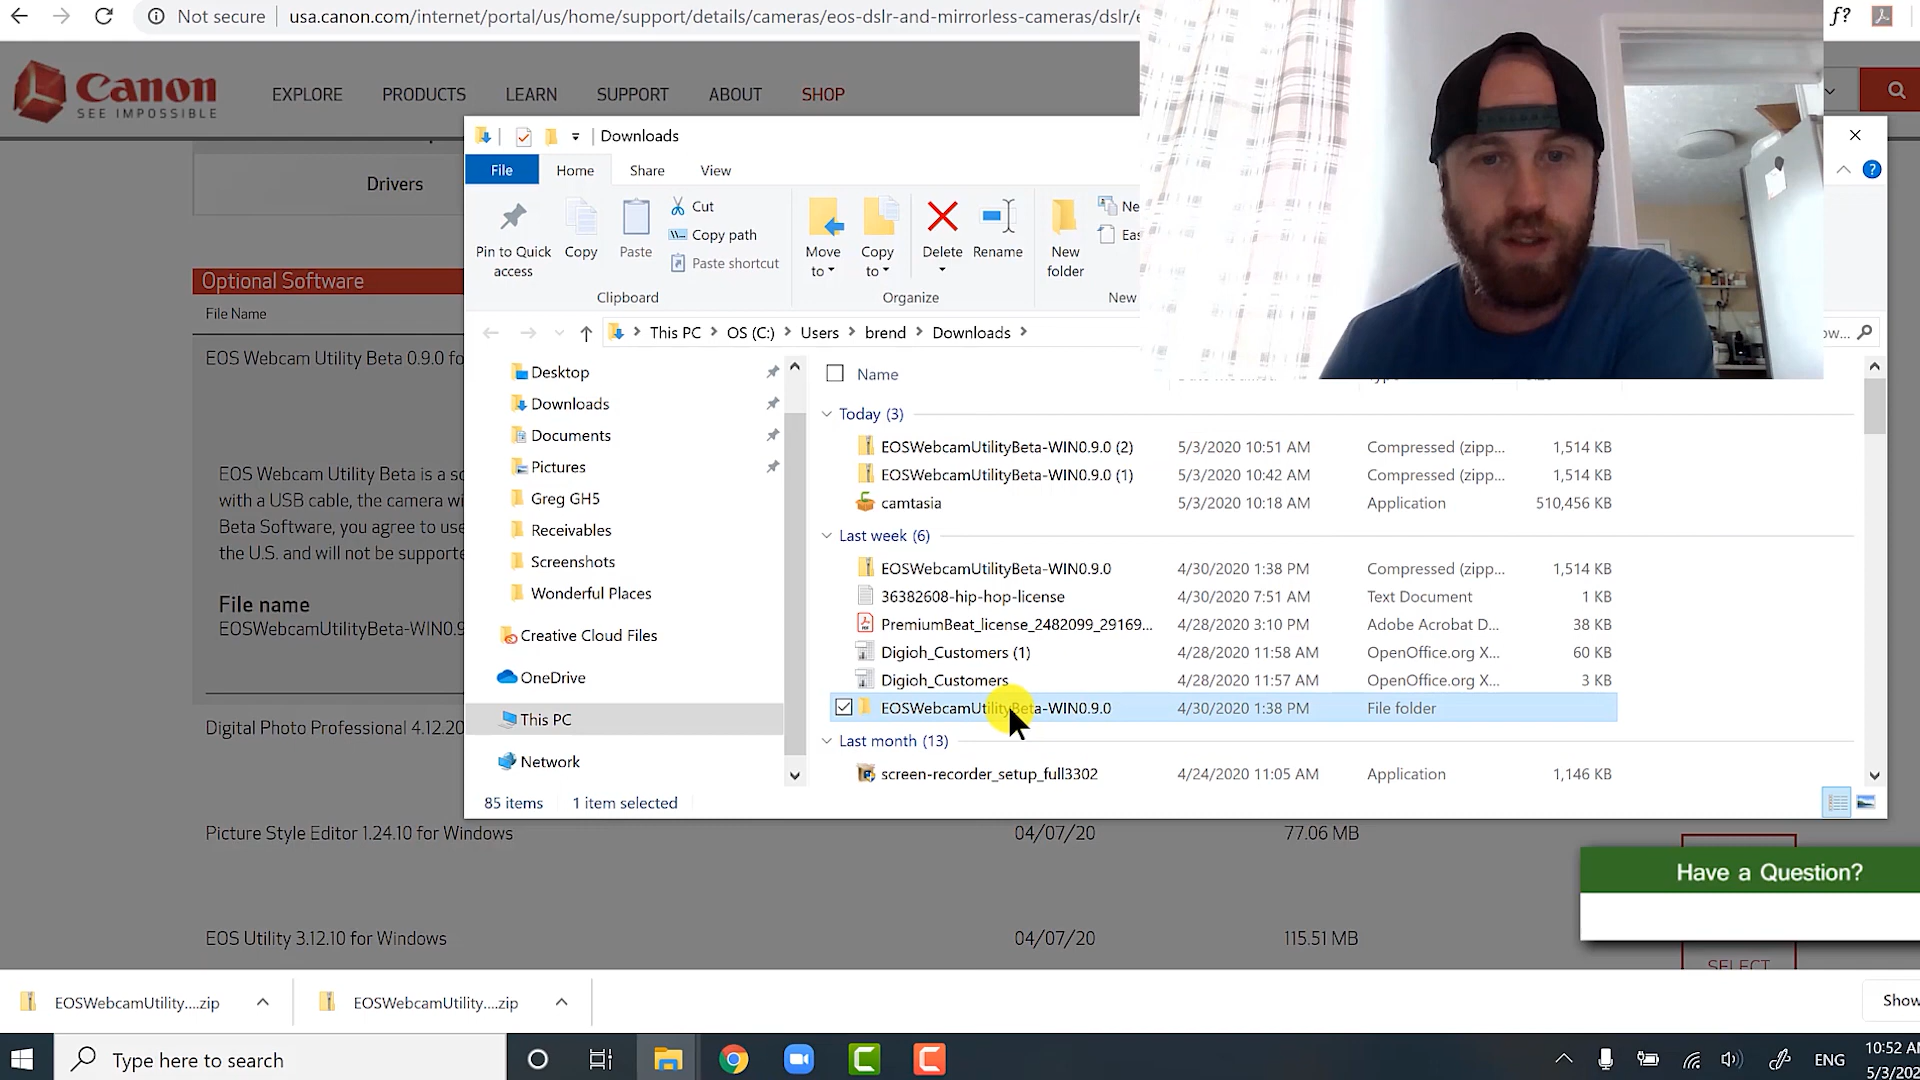 Not secure
usa.canon.com/internet/portal/us/home/support/details/cameras/eos-dslr-and-mirrorless-cameras/dslr/e
f?
Canon
SEE IMPOSSIBLE
EXPLORE
PRODUCTS
LEARN
SUPPORT
ABOUT
SHOP
Drivers
Optional Software
File Name
EOS Webcam Utility Beta 0.9.0 fo
EOS Webcam Utility Beta is a so
with a USB cable, the camera wi
Beta Software, you agree to use
the U.S. and will not be supporte
File name
EOSWebcamUtilityBeta-WIN0.9
Digital Photo Professional 4.12.20
Picture Style Editor 1.24.10 for Windows
04/07/20
77.06 MB
EOS Utility 3.12.10 for Windows
04/07/20
115.51 MB
SELECT
Have a Question?
Downloads
File
Home
Share
View
Pin to Quick access
Copy
Paste
Cut
Copy path
Paste shortcut
Clipboard
Move to
Copy to
Delete
Rename
Organize
New folder
Ne
Eas
New
This PC
OS (C:)
Users
brend
Downloads
ow...
Desktop
Downloads
Documents
Pictures
Greg GH5
Receivables
Screenshots
Wonderful Places
Creative Cloud Files
OneDrive
This PC
Network
Name
Today (3)
EOSWebcamUtilityBeta-WIN0.9.0 (2) 5/3/2020 10:51 AM Compressed (zipp... 1,514 KB
EOSWebcamUtilityBeta-WIN0.9.0 (1) 5/3/2020 10:42 AM Compressed (zipp... 1,514 KB
camtasia 5/3/2020 10:18 AM Application 510,456 KB
Last week (6)
EOSWebcamUtilityBeta-WIN0.9.0 4/30/2020 1:38 PM Compressed (zipp... 1,514 KB
36382608-hip-hop-license 4/30/2020 7:51 AM Text Document 1 KB
PremiumBeat_license_2482099_29169... 4/28/2020 3:10 PM Adobe Acrobat D... 38 KB
Digioh_Customers (1) 4/28/2020 11:58 AM OpenOffice.org X... 60 KB
Digioh_Customers 4/28/2020 11:57 AM OpenOffice.org X... 3 KB
EOSWebcamUtilityBeta-WIN0.9.0 4/30/2020 1:38 PM File folder
Last month (13)
screen-recorder_setup_full3302 4/24/2020 11:05 AM Application 1,146 KB
85 items
1 item selected
EOSWebcamUtility....zip
EOSWebcamUtility....zip
Show
Type here to search
ENG
10:52 AM
5/3/202